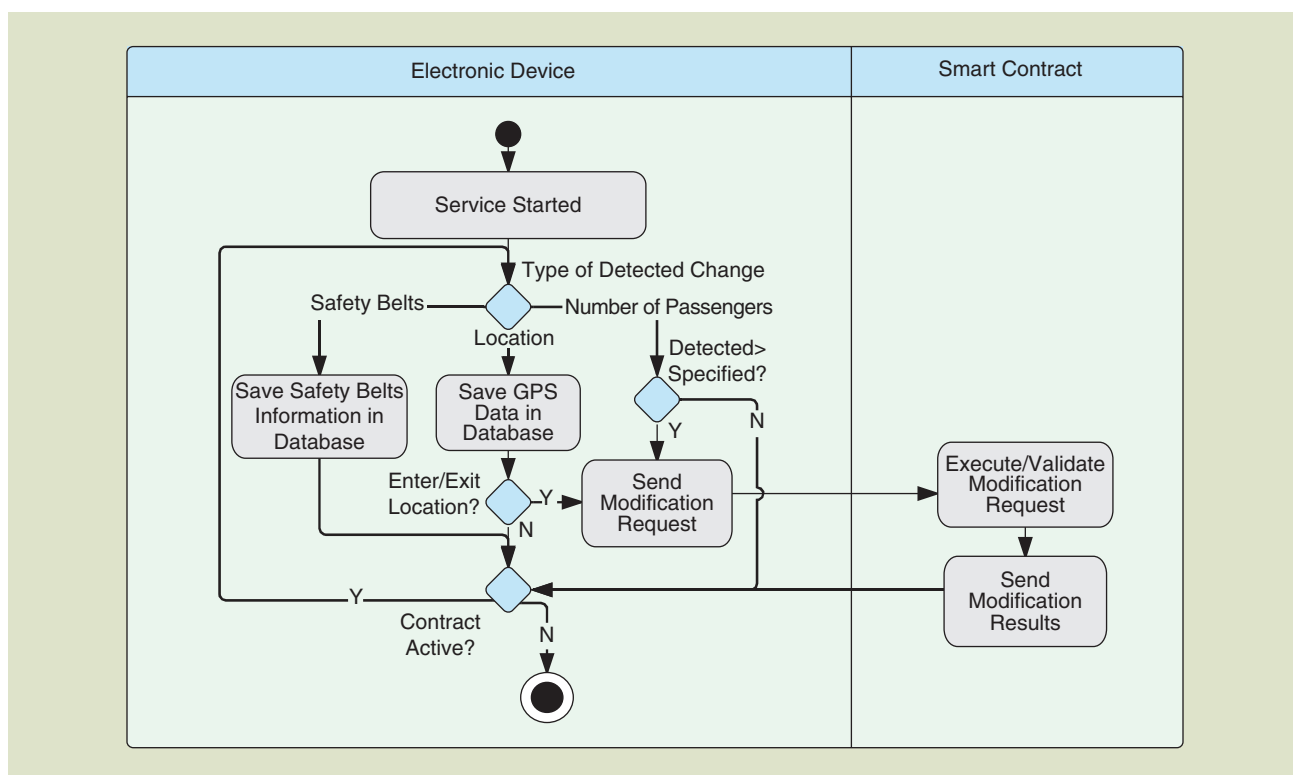 Electronic Device
Smart Contract
Service Started
Type of Detected Change
Safety Belts
Number of Passengers
Location
Detected>
Specified?
Save Safety Belts
Information in
Database
Save GPS
Data in
Database
N
Y
Enter/Exit
Location?
Y
N
Send
Modification
Request
Execute/Validate
Modification
Request
Send
Modification
Results
Y
Contract
Active?
N